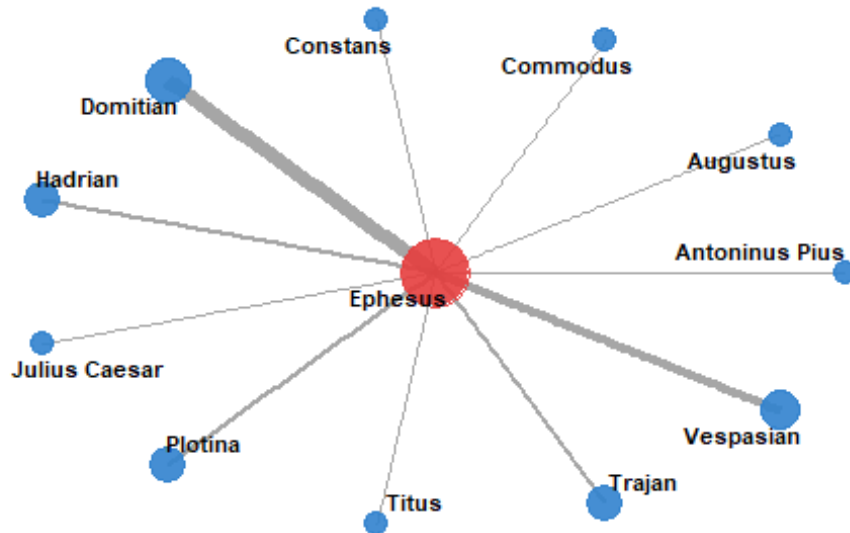 Constans
Commodus
Domitian
Augustus
Hadrian
Antoninus Pius
Ephesus
Julius Caesar
Vespasian
Plotina
Trajan
Titus